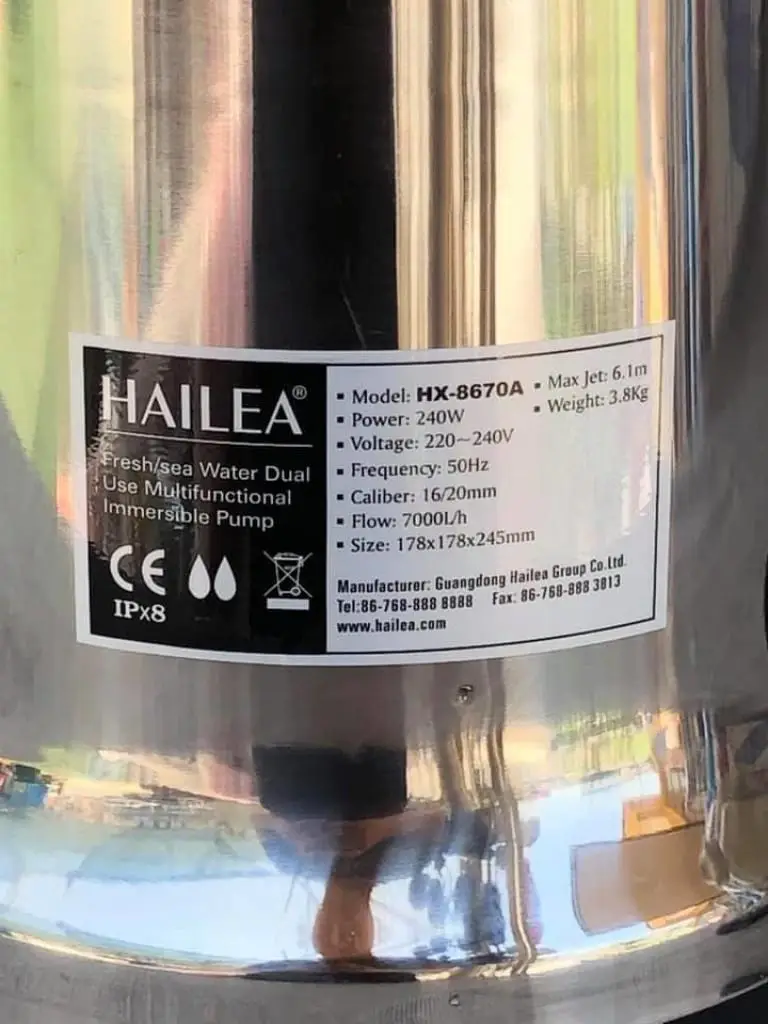 HAILEA®
Fresh/sea Water Dual
Use Multifunctional
Immersible Pump
CE
IPx8
▪ Model: HX-8670A
▪ Power: 240W
▪ Voltage: 220~240V
▪ Frequency: 50Hz
▪ Caliber: 16/20mm
▪ Flow: 7000L/h
▪ Size: 178x178x245mm
▪ Max Jet: 6.1m
▪ Weight: 3.8Kg
Manufacturer: Guangdong Hailea Group Co.Ltd.
Tel:86-768-888 8888 Fax: 86-768-888 3813
www.hailea.com